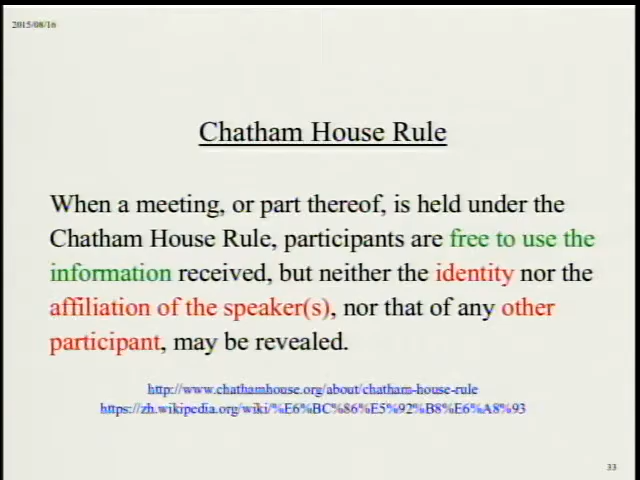 2015/08/16
Chatham House Rule
When a meeting, or part thereof, is held under the
Chatham House Rule, participants are free to use the
information received, but neither the identity nor the
affiliation of the speaker(s), nor that of any other
participant, may be revealed.
http://www.chathamhouse.org/about/chatham-house-rule
https://zh.wikipedia.org/wiki/%E6%BC%86%E5%92%B8%E6%A8%93
33